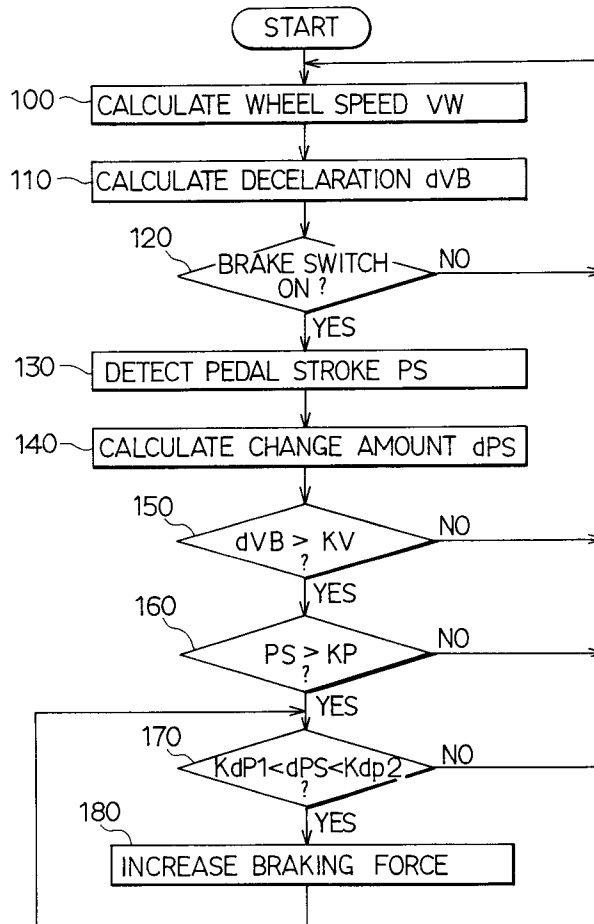 START
100
CALCULATE WHEEL SPEED VW
110
CALCULATE DECELARATION dVB
120
BRAKE SWITCH
ON ?
NO
YES
130
DETECT PEDAL STROKE PS
140
CALCULATE CHANGE AMOUNT dPS
150
dVB > KV
?
NO
YES
160
PS > KP
?
NO
YES
170
KdP1<dPS<Kdp2
?
NO
YES
180
INCREASE BRAKING FORCE